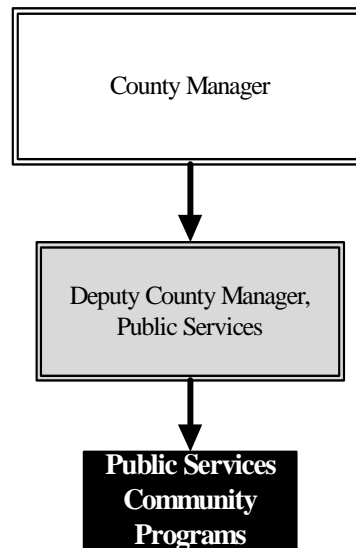 County Manager
Deputy County Manager,
Public Services
Public Services
Community
Programs